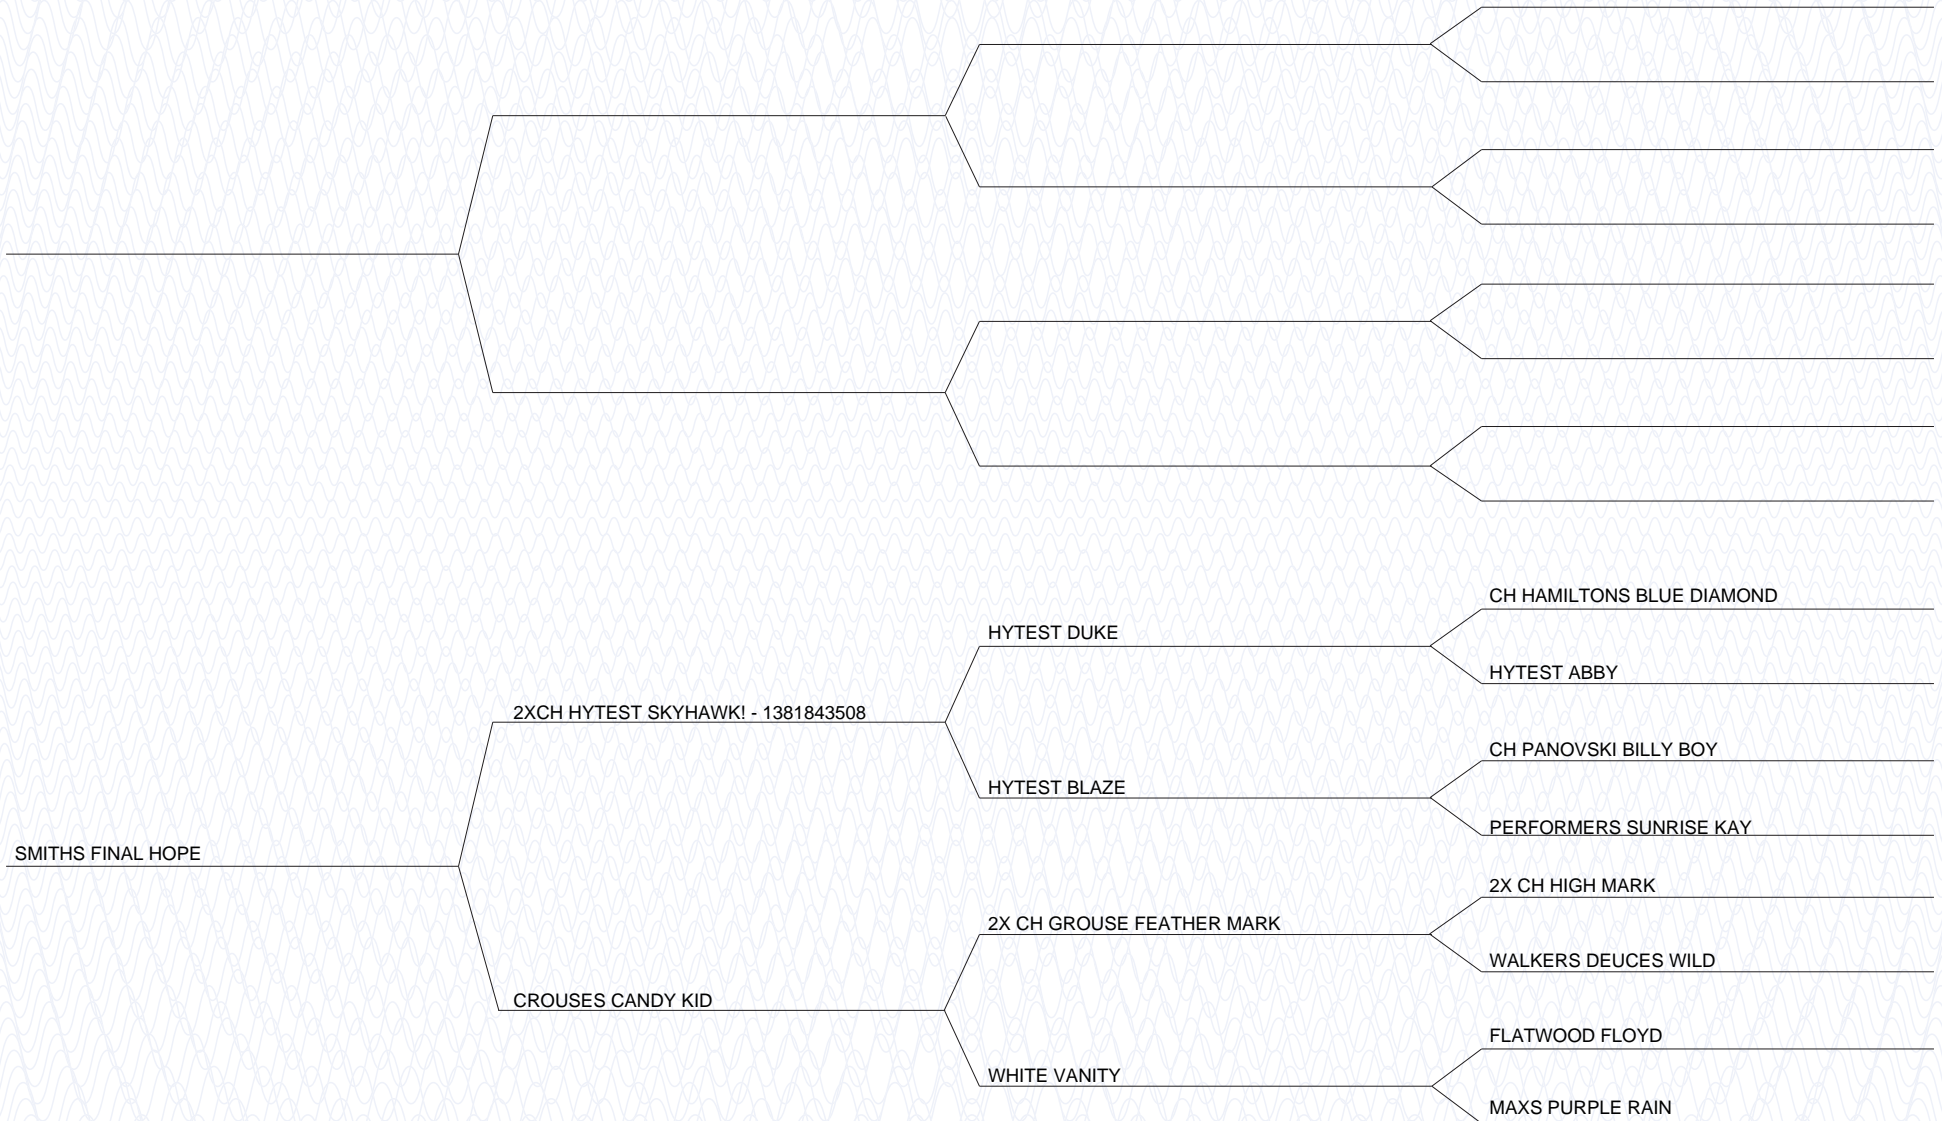 CH HAMILTONS BLUE DIAMOND
HYTEST DUKE
HYTEST ABBY
2XCH HYTEST SKYHAWK! - 1381843508
CH PANOVSKI BILLY BOY
HYTEST BLAZE
PERFORMERS SUNRISE KAY
SMITHS FINAL HOPE
2X CH HIGH MARK
2X CH GROUSE FEATHER MARK
WALKERS DEUCES WILD
CROUSES CANDY KID
FLATWOOD FLOYD
WHITE VANITY
MAXS PURPLE RAIN